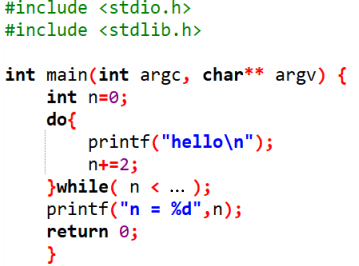 #include <stdio.h>
#include <stdlib.h>
int main(int argc, char** argv) {
int n=0;
do{
printf("hello\n");
n+=2;
}while( n < ... );
printf("n = %d",n);
return 0;
}